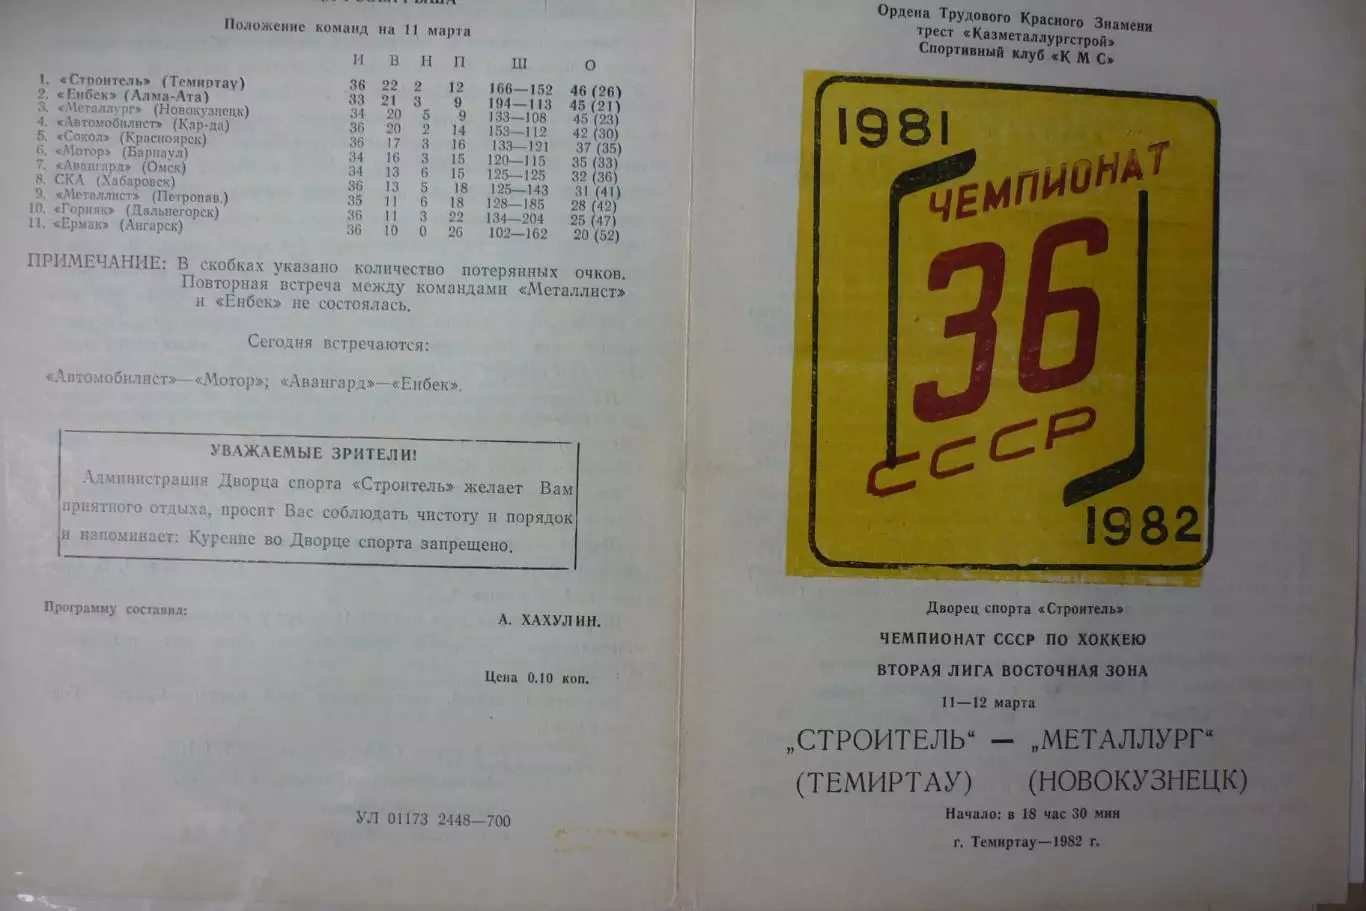 Положение команд на 11 марта
И В Н П Ш О
1. «Строитель» (Темиртау) 36 22 2 12 166—152 46 (26)
2. «Енбек» (Алма-Ата) 33 21 3 9 194—113 45 (21)
3. «Металлург» (Новокузнецк) 34 20 5 9 133—108 45 (23)
4. «Автомобилист» (Кар-да) 36 20 2 14 153—112 42 (30)
5. «Сокол» (Красноярск) 36 17 3 16 133—121 37 (35)
6. «Мотор» (Барнаул) 34 16 3 15 120—115 35 (33)
7. «Авангард» (Омск) 34 13 6 15 125—125 32 (36)
8. СКА (Хабаровск) 36 13 5 18 125—143 31 (41)
9. «Металлист» (Петропав.) 35 11 6 18 128—185 28 (42)
10. «Горняк» (Дальнегорск) 36 11 3 22 134—204 25 (47)
11. «Ермак» (Ангарск) 36 10 0 26 102—162 20 (52)
ПРИМЕЧАНИЕ: В скобках указано количество потерянных очков.
Повторная встреча между командами «Металлист»
и «Енбек» не состоялась.
Сегодня встречаются:
«Автомобилист»—«Мотор»; «Авангард»—«Енбек».
УВАЖАЕМЫЕ ЗРИТЕЛИ!
Администрация Дворца спорта «Строитель» желает Вам
приятного отдыха, просит Вас соблюдать чистоту и порядок
и напоминает: Курение во Дворце спорта запрещено.
Программу составил: А. ХАХУЛИН.
Цена 0.10 коп.
УЛ 01173 2448—700
Ордена Трудового Красного Знамени
трест «Казметаллургстрой»
Спортивный клуб «К М С»
1981
ЧЕМПИОНАТ
36
СССР
1982
Дворец спорта «Строитель»
ЧЕМПИОНАТ СССР ПО ХОККЕЮ
ВТОРАЯ ЛИГА ВОСТОЧНАЯ ЗОНА
11—12 марта
„СТРОИТЕЛЬ“ — „МЕТАЛЛУРГ“
(ТЕМИРТАУ) (НОВОКУЗНЕЦК)
Начало: в 18 час 30 мин
г. Темиртау—1982 г.